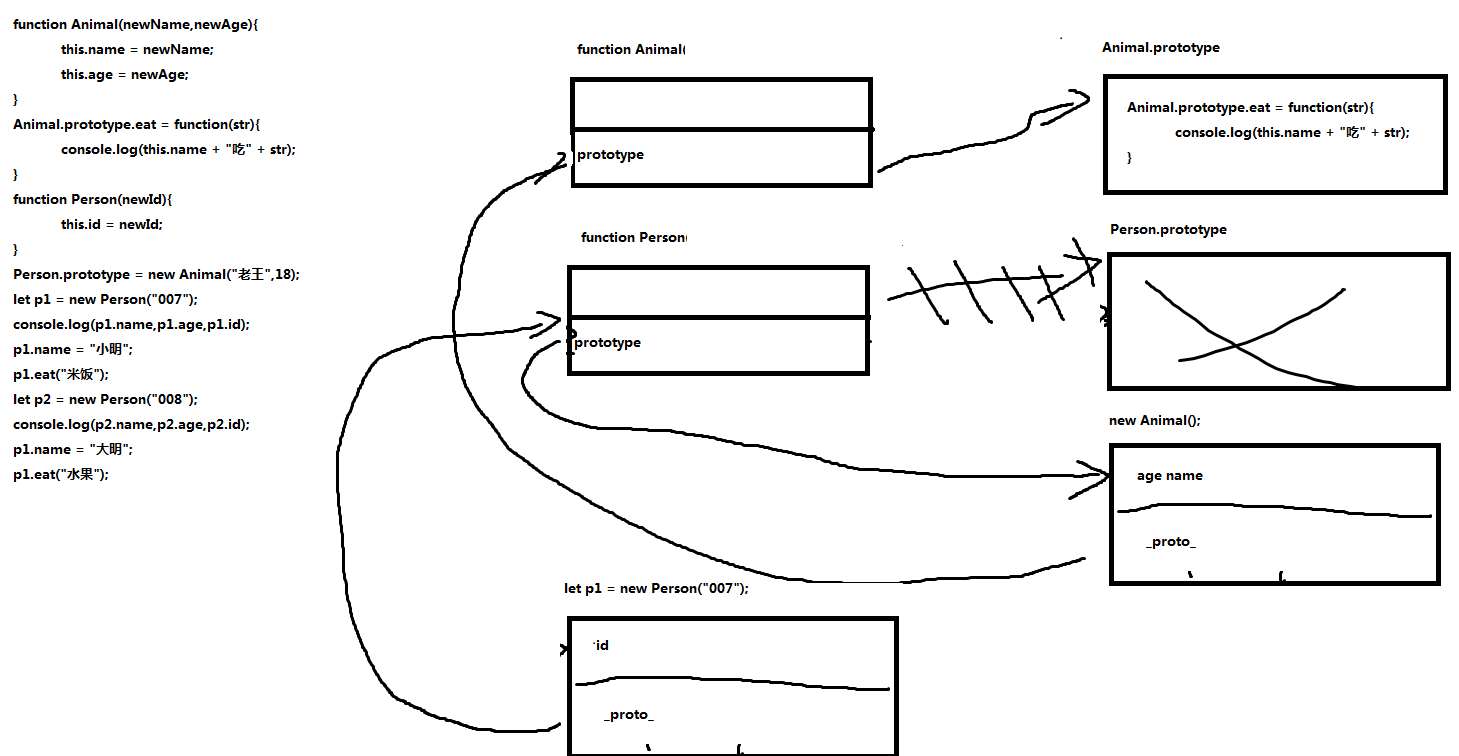 function Animal(newName,newAge){
this.name = newName;
this.age = newAge;
}
Animal.prototype.eat = function(str){
console.log(this.name + "吃" + str);
}
function Person(newId){
this.id = newId;
}
Person.prototype = new Animal("老王",18);
let p1 = new Person("007");
console.log(p1.name,p1.age,p1.id);
p1.name = "小明";
p1.eat("米饭");
let p2 = new Person("008");
console.log(p2.name,p2.age,p2.id);
p1.name = "大明";
p1.eat("水果");
function Animal(
prototype
Animal.prototype
Animal.prototype.eat = function(str){
console.log(this.name + "吃" + str);
}
function Person(
prototype
Person.prototype
new Animal();
age name
_proto_
let p1 = new Person("007");
id
_proto_